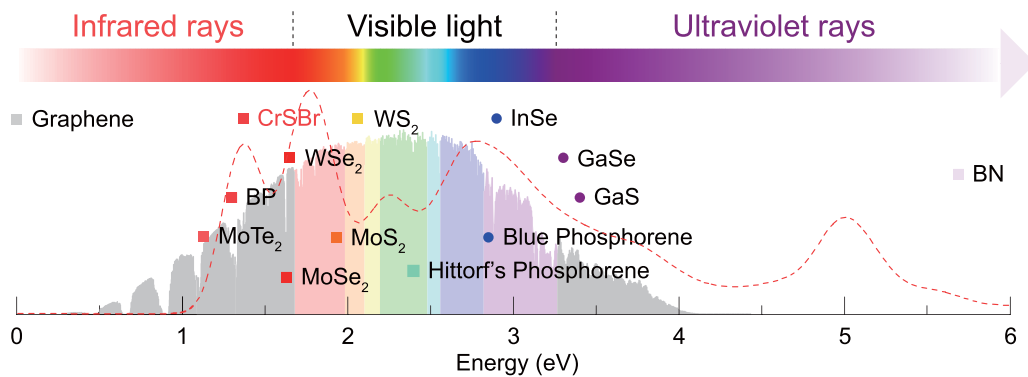 Infrared rays Visible light Ultraviolet rays
Graphene CrSBr WS₂ InSe
WSe₂ GaSe
BN
BP GaS
MoTe₂ MoS₂ Blue Phosphorene
MoSe₂ Hittorf's Phosphorene
0 1 2 3 4 5 6
Energy (eV)